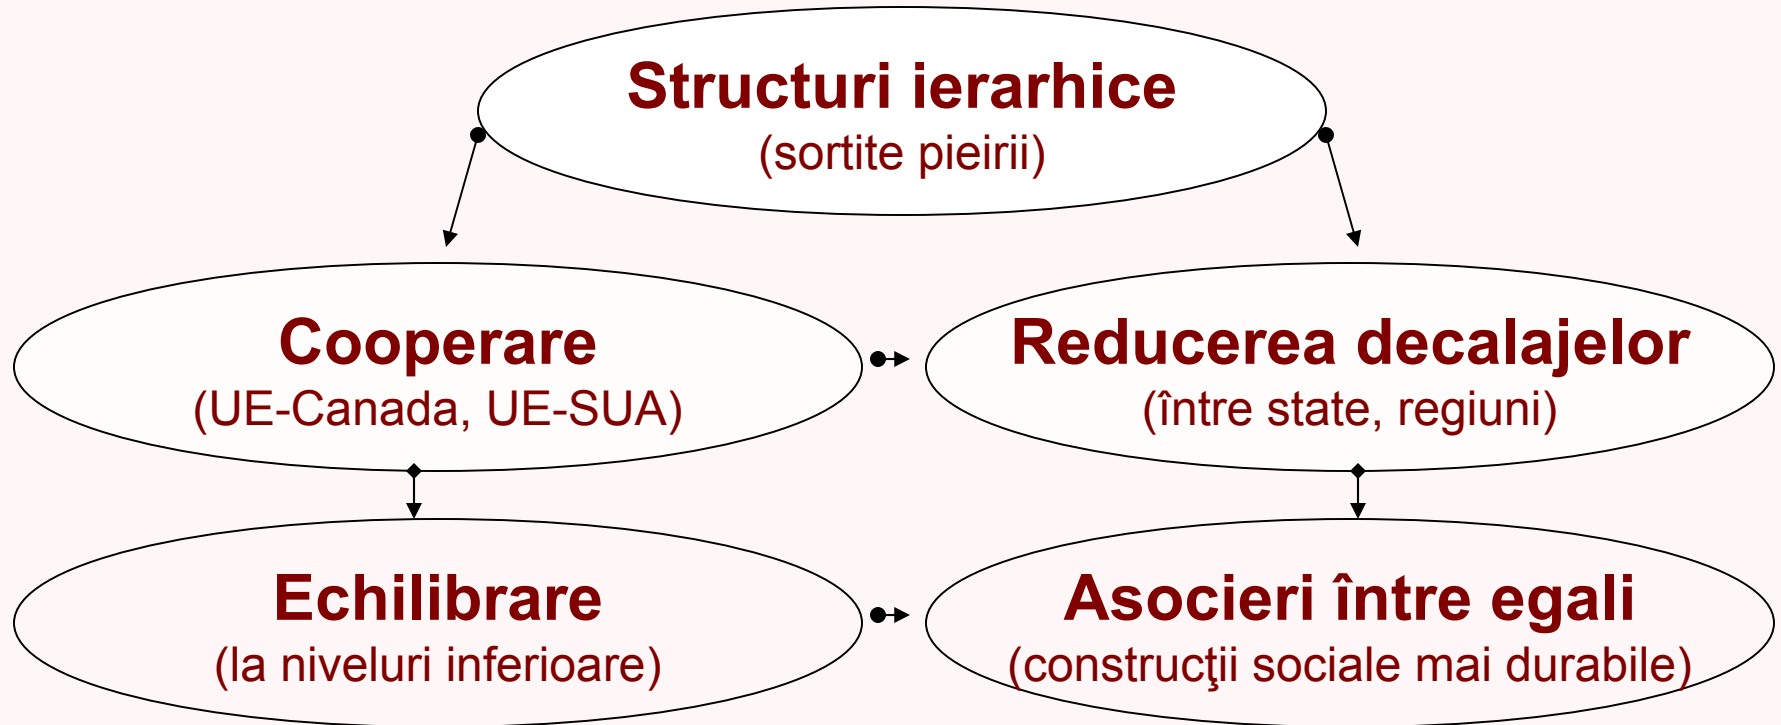 Structuri ierarhice
(sortite pieirii)
Cooperare
(UE-Canada, UE-SUA)
Reducerea decalajelor
(între state, regiuni)
Echilibrare
(la niveluri inferioare)
Asocieri între egali
(construcţii sociale mai durabile)